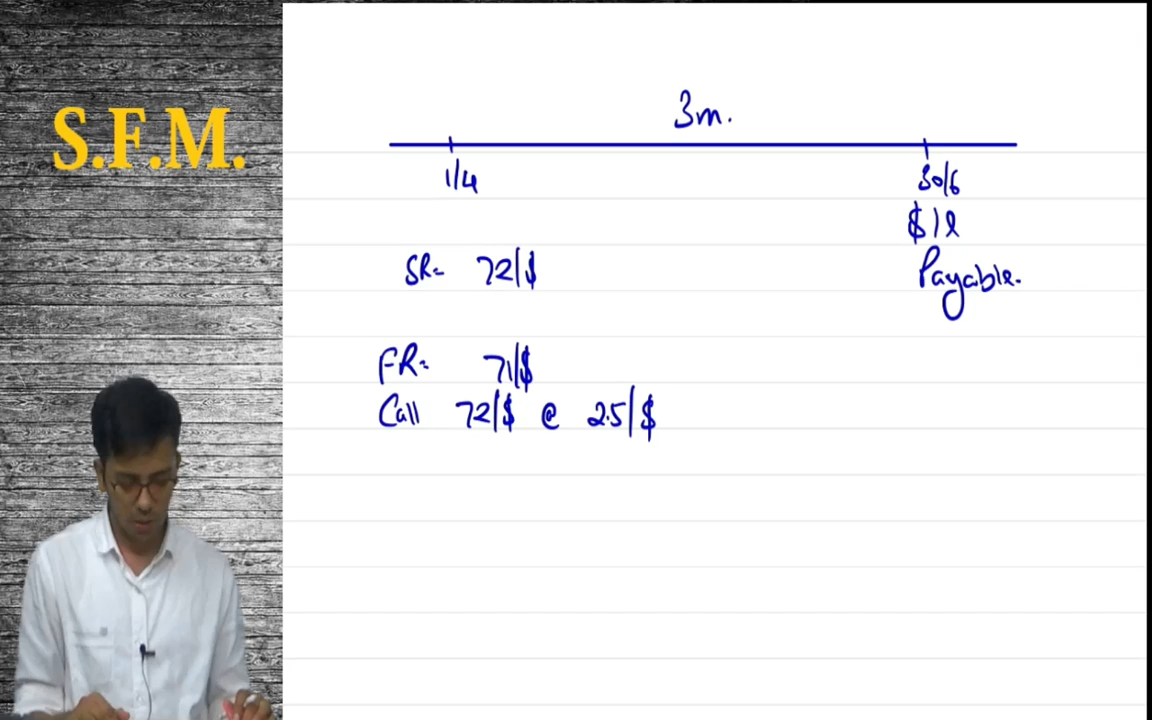 S.F.M.
3m.
1/4 30/6
$1l
SR= 72/$ Payable.
FR= 71/$
Call 72/$ @ 2.5/$